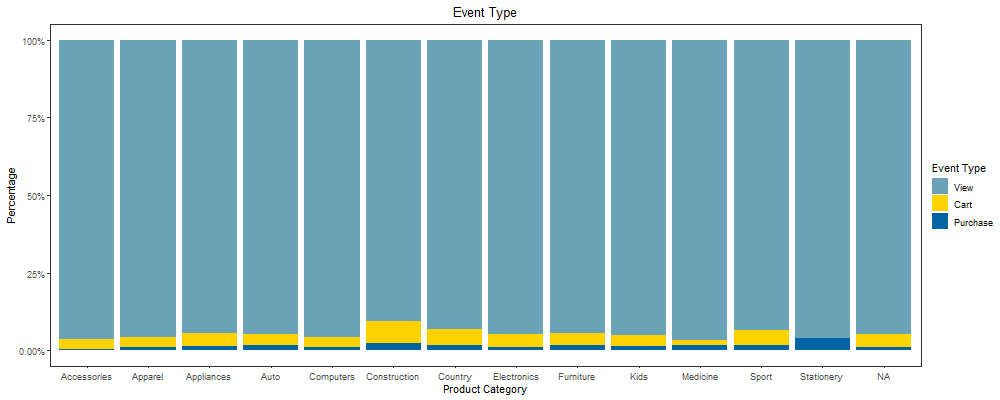 Event Type
Percentage
100%
75%
50%
25%
0.00%
Accessories Apparel Appliances Auto Computers Construction Country Electronics Furniture Kids Medicine Sport Stationery NA
Product Category
Event Type
View
Cart
Purchase